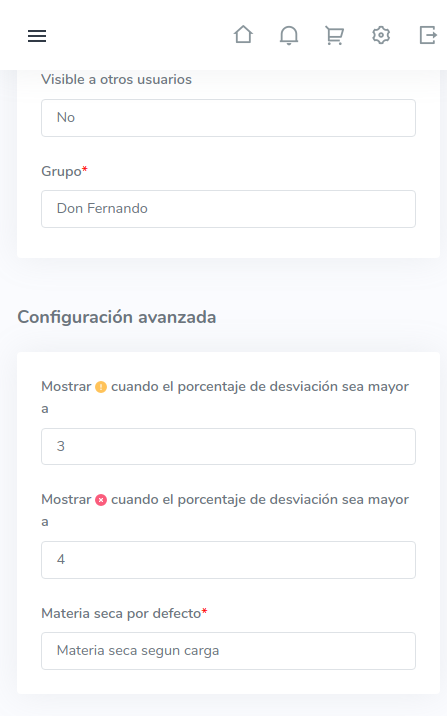 Visible a otros usuarios
No
Grupo*
Don Fernando
Configuración avanzada
Mostrar cuando el porcentaje de desviación sea mayor
a
3
Mostrar cuando el porcentaje de desviación sea mayor
a
4
Materia seca por defecto*
Materia seca segun carga